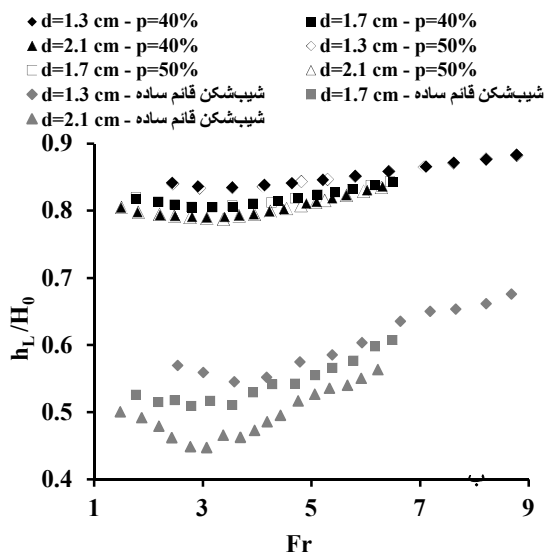 d=1.3 cm - p=40%
d=1.7 cm - p=40%
d=2.1 cm - p=40%
d=1.3 cm - p=50%
d=1.7 cm - p=50%
d=2.1 cm - p=50%
d=1.3 cm - شیب‌شکن قائم ساده
d=1.7 cm - شیب‌شکن قائم ساده
d=2.1 cm - شیب‌شکن قائم ساده
0.9
0.8
0.7
0.6
0.5
0.4
h_L/H_0
1 3 5 7 9
Fr
ب